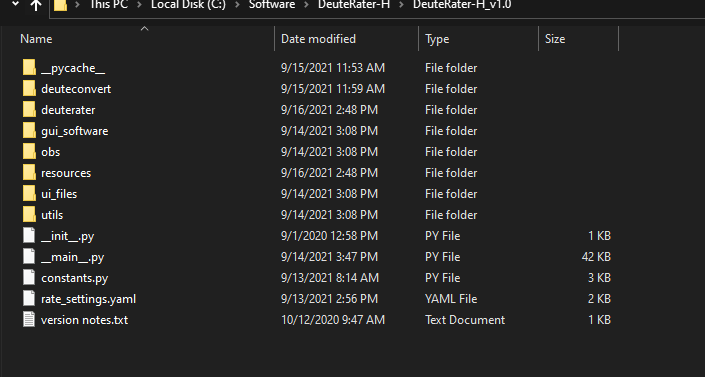 This PC > Local Disk (C:) > Software > DeuteRater-H > DeuteRater-H_v1.0
Name Date modified Type Size
__pycache__ 9/15/2021 11:53 AM File folder
deuteconvert 9/15/2021 11:59 AM File folder
deuterater 9/16/2021 2:48 PM File folder
gui_software 9/14/2021 3:08 PM File folder
obs 9/14/2021 3:08 PM File folder
resources 9/16/2021 2:48 PM File folder
ui_files 9/14/2021 3:08 PM File folder
utils 9/14/2021 3:08 PM File folder
__init__.py 9/1/2020 12:58 PM PY File 1 KB
__main__.py 9/14/2021 3:47 PM PY File 42 KB
constants.py 9/13/2021 8:14 AM PY File 3 KB
rate_settings.yaml 9/13/2021 2:56 PM YAML File 2 KB
version notes.txt 10/12/2020 9:47 AM Text Document 1 KB